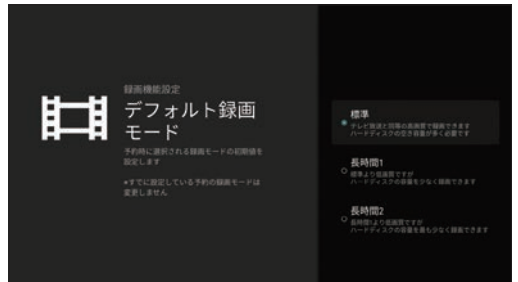 録画機能設定
デフォルト録画
モード
予約時に選択される録画モードの初期値を
設定します
*すでに設定している予約の録画モードは
変更しません
標準
テレビ放送と同等の高画質で録画できます
ハードディスクの空き容量が多く必要です
長時間1
標準より低画質ですが
ハードディスクの容量を少なく録画できます
長時間2
長時間1より低画質ですが
ハードディスクの容量を最も少なく録画できます